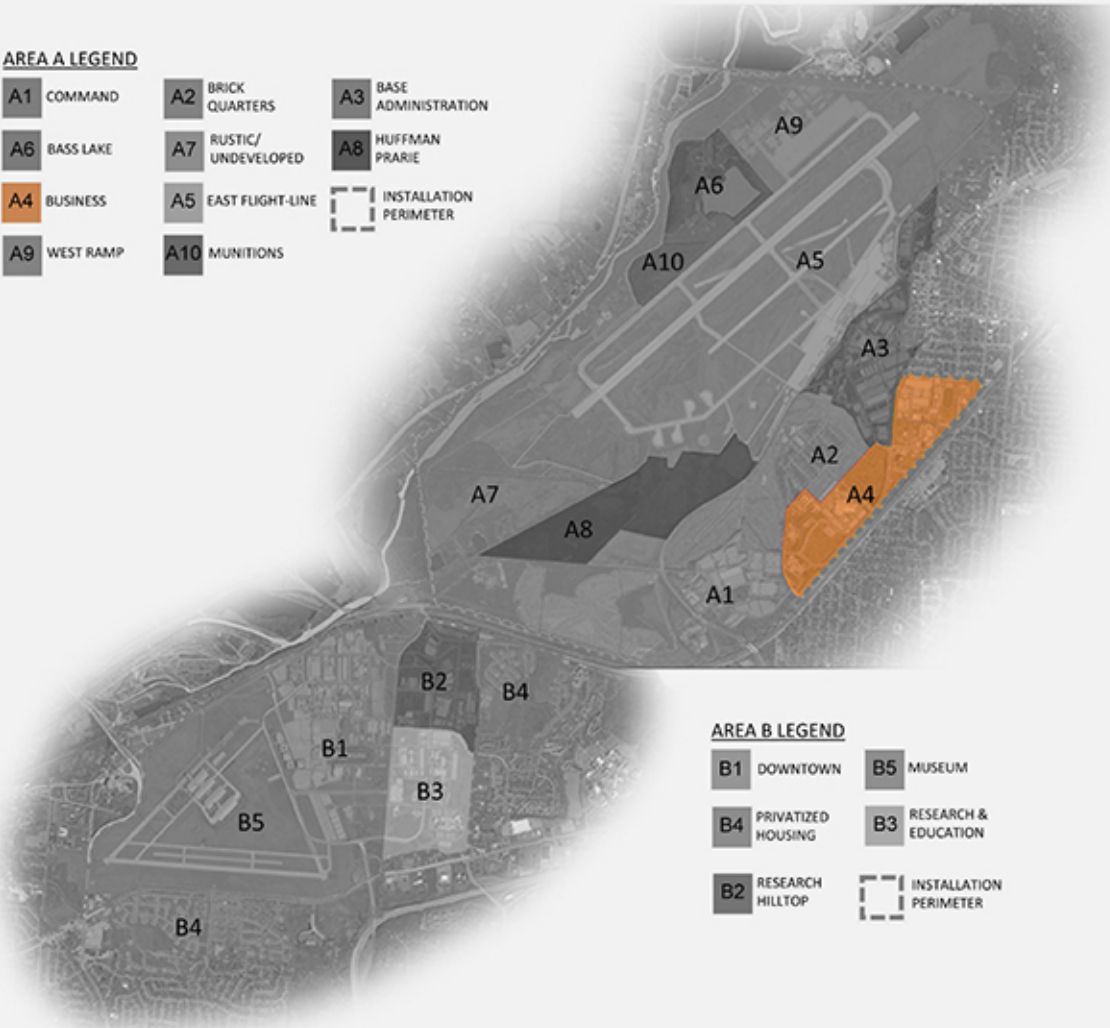 AREA A LEGEND
A1 COMMAND
A2 BRICK
QUARTERS
A3 BASE
ADMINISTRATION
A6 BASS LAKE
A7 RUSTIC/
UNDEVELOPED
A8 HUFFMAN
PRARIE
A4 BUSINESS
A5 EAST FLIGHT-LINE
INSTALLATION
PERIMETER
A9 WEST RAMP
A10 MUNITIONS
A9
A6
A10
A5
A3
A2
A7
A4
A8
A1
B2
B4
B1
B3
B5
B4
AREA B LEGEND
B1 DOWNTOWN
B5 MUSEUM
B4 PRIVATIZED
HOUSING
B3 RESEARCH &
EDUCATION
B2 RESEARCH
HILLTOP
INSTALLATION
PERIMETER